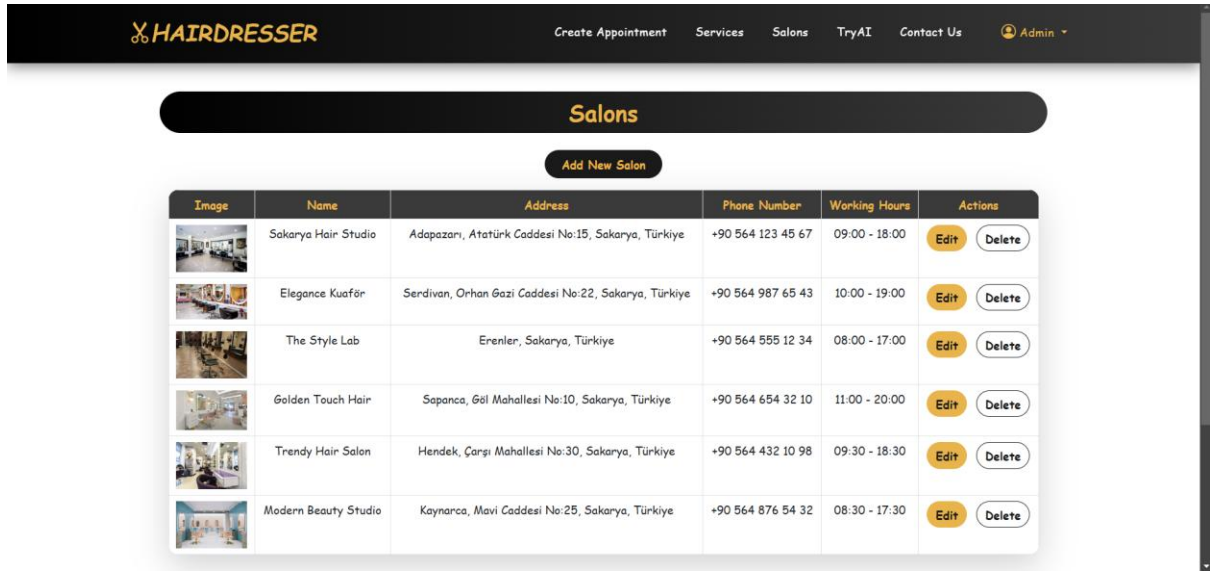 HAIRDRESSER Create Appointment Services Salons TryAI Contact Us Admin
Salons
Add New Salon
Image Name Address Phone Number Working Hours Actions
Sakarya Hair Studio Adapazarı, Atatürk Caddesi No:15, Sakarya, Türkiye +90 564 123 45 67 09:00 - 18:00 Edit Delete
Elegance Kuaför Serdivan, Orhan Gazi Caddesi No:22, Sakarya, Türkiye +90 564 987 65 43 10:00 - 19:00 Edit Delete
The Style Lab Erenler, Sakarya, Türkiye +90 564 555 12 34 08:00 - 17:00 Edit Delete
Golden Touch Hair Sapanca, Göl Mahallesi No:10, Sakarya, Türkiye +90 564 654 32 10 11:00 - 20:00 Edit Delete
Trendy Hair Salon Hendek, Çarşı Mahallesi No:30, Sakarya, Türkiye +90 564 432 10 98 09:30 - 18:30 Edit Delete
Modern Beauty Studio Kaynarca, Mavi Caddesi No:25, Sakarya, Türkiye +90 564 876 54 32 08:30 - 17:30 Edit Delete